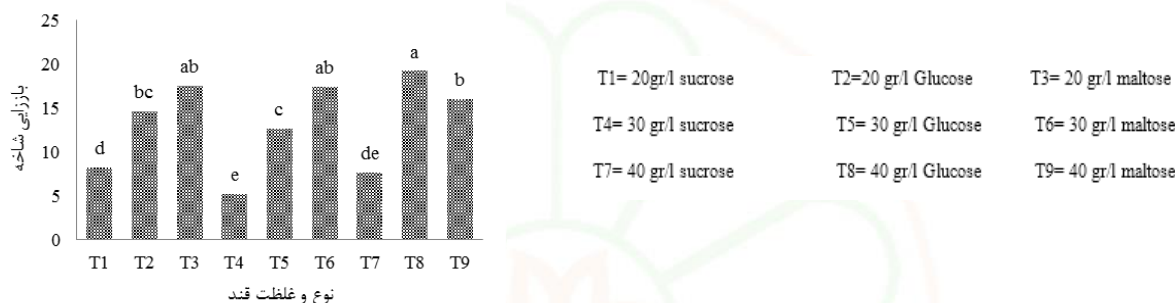 25
20
15
10
5
0
باززایی شاخه
d
bc
ab
e
c
ab
de
a
b
T1 T2 T3 T4 T5 T6 T7 T8 T9
نوع و غلظت قند
T1= 20gr/l sucrose T2=20 gr/l Glucose T3= 20 gr/l maltose
T4= 30 gr/l sucrose T5= 30 gr/l Glucose T6= 30 gr/l maltose
T7= 40 gr/l sucrose T8= 40 gr/l Glucose T9= 40 gr/l maltose